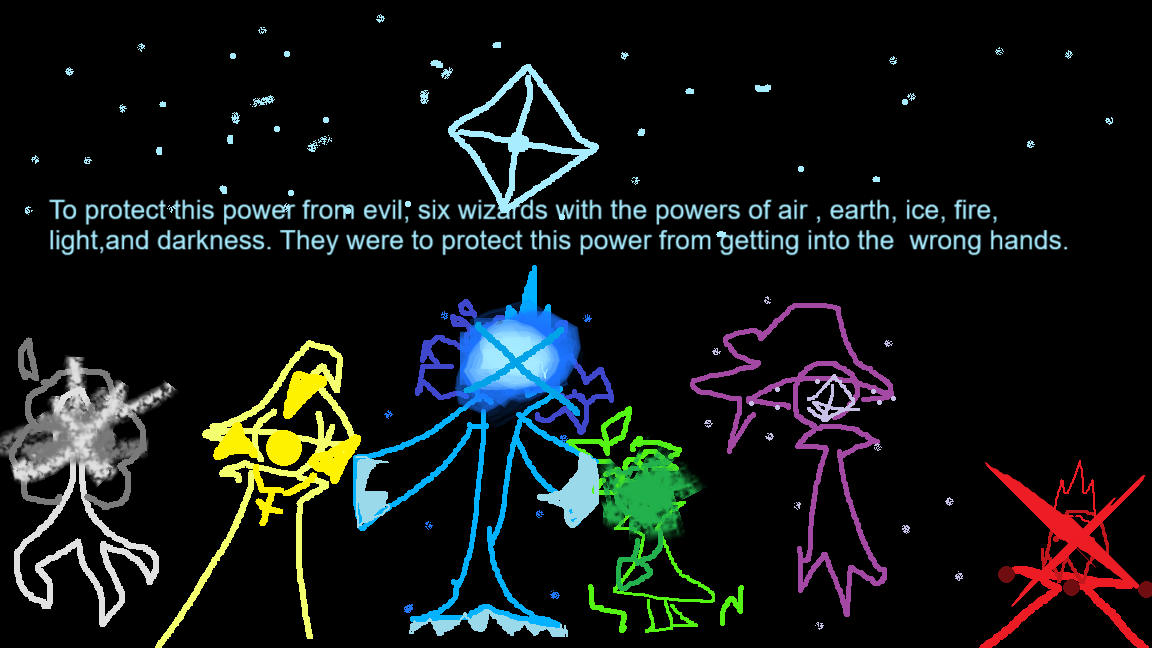 To protect this power from evil, six wizards with the powers of air , earth, ice, fire,
light,and darkness. They were to protect this power from getting into the  wrong hands.